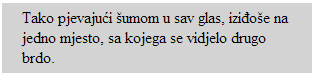 Tako pjevajući šumom u sav glas, iziđoše na
jedno mjesto, sa kojega se vidjelo drugo
brdo.